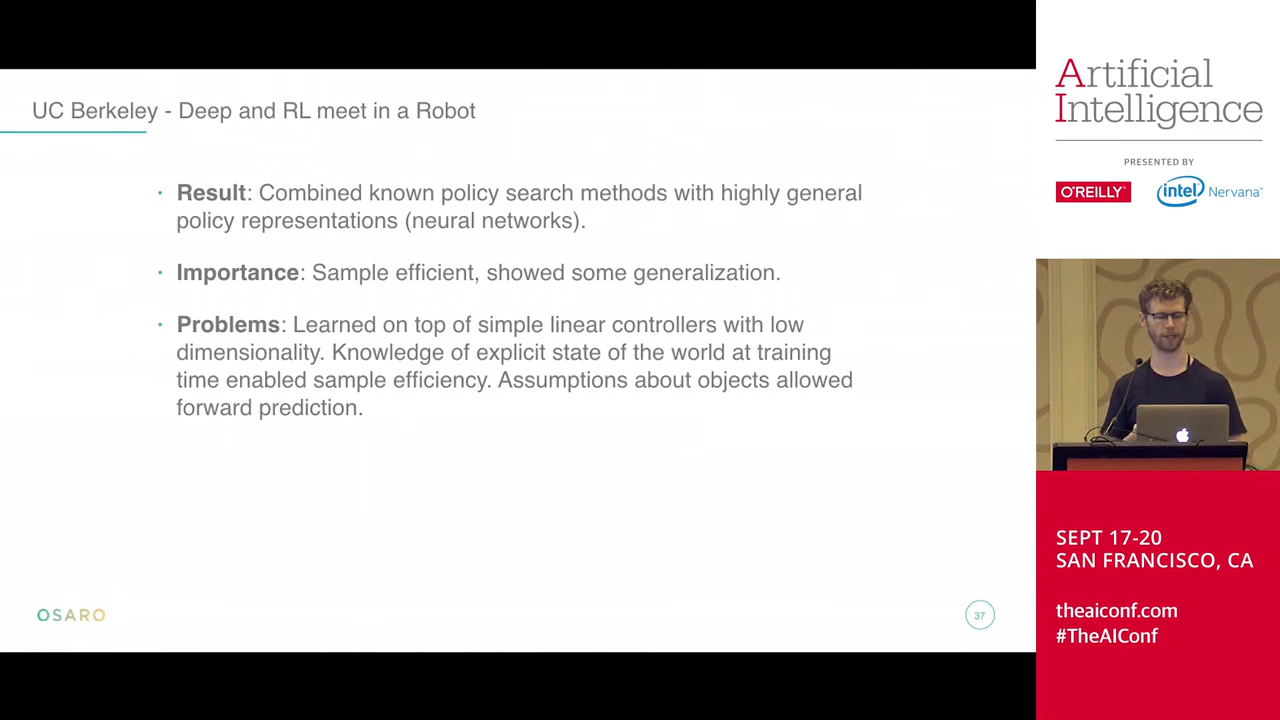 UC Berkeley - Deep and RL meet in a Robot
· Result: Combined known policy search methods with highly general
policy representations (neural networks).
· Importance: Sample efficient, showed some generalization.
· Problems: Learned on top of simple linear controllers with low
dimensionality. Knowledge of explicit state of the world at training
time enabled sample efficiency. Assumptions about objects allowed
forward prediction.
OSARO
37
Artificial
Intelligence
PRESENTED BY
O'REILLY®
intel Nervana™
SEPT 17-20
SAN FRANCISCO, CA
theaiconf.com
#TheAIConf